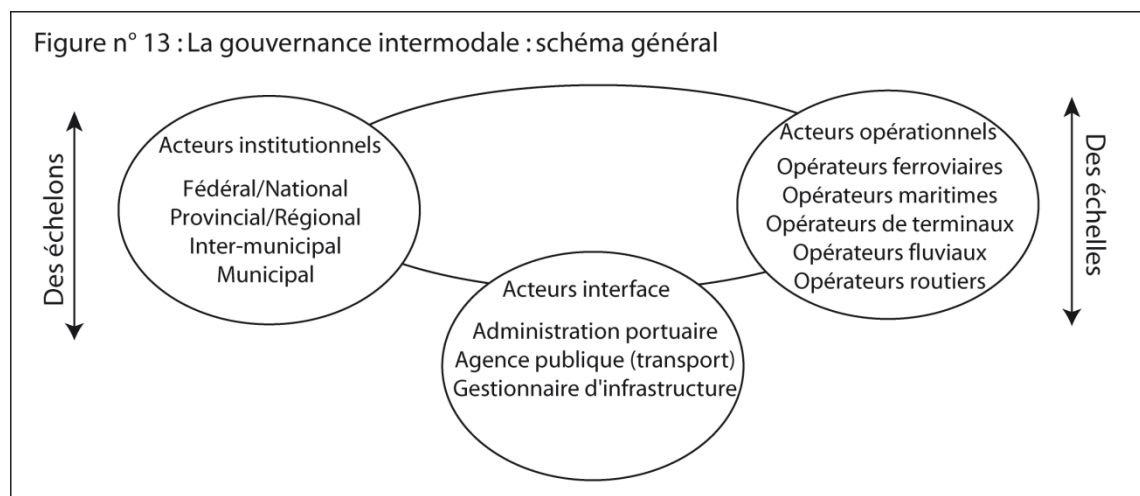 Figure n° 13 : La gouvernance intermodale : schéma général
Des échelons
Acteurs institutionnels
Fédéral/National
Provincial/Régional
Inter-municipal
Municipal
Acteurs interface
Administration portuaire
Agence publique (transport)
Gestionnaire d'infrastructure
Acteurs opérationnels
Opérateurs ferroviaires
Opérateurs maritimes
Opérateurs de terminaux
Opérateurs fluviaux
Opérateurs routiers
Des échelles